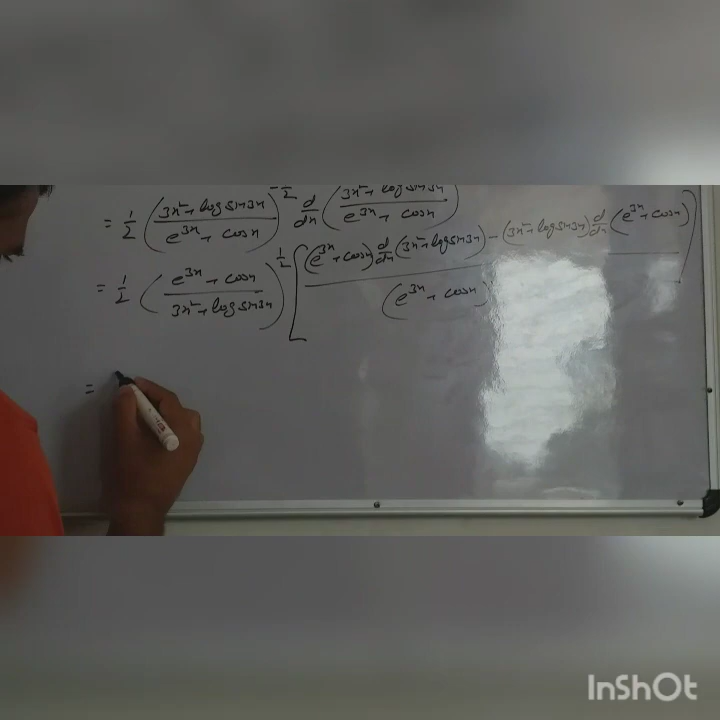 = 1/2 ( (3x² + log sin 3x) / (e^{3x} + cos x) )^{-1/2} d/dx ( (3x² + log sin 3x) / (e^{3x} + cos x) )
= 1/2 ( (e^{3x} + cos x) / (3x² + log sin 3x) )^{1/2} [ ( (e^{3x} + cos x) d/dx (3x² + log sin 3x) - (3x² + log sin 3x) d/dx (e^{3x} + cos x) ) / (e^{3x} + cos x) ]
=
InShOt